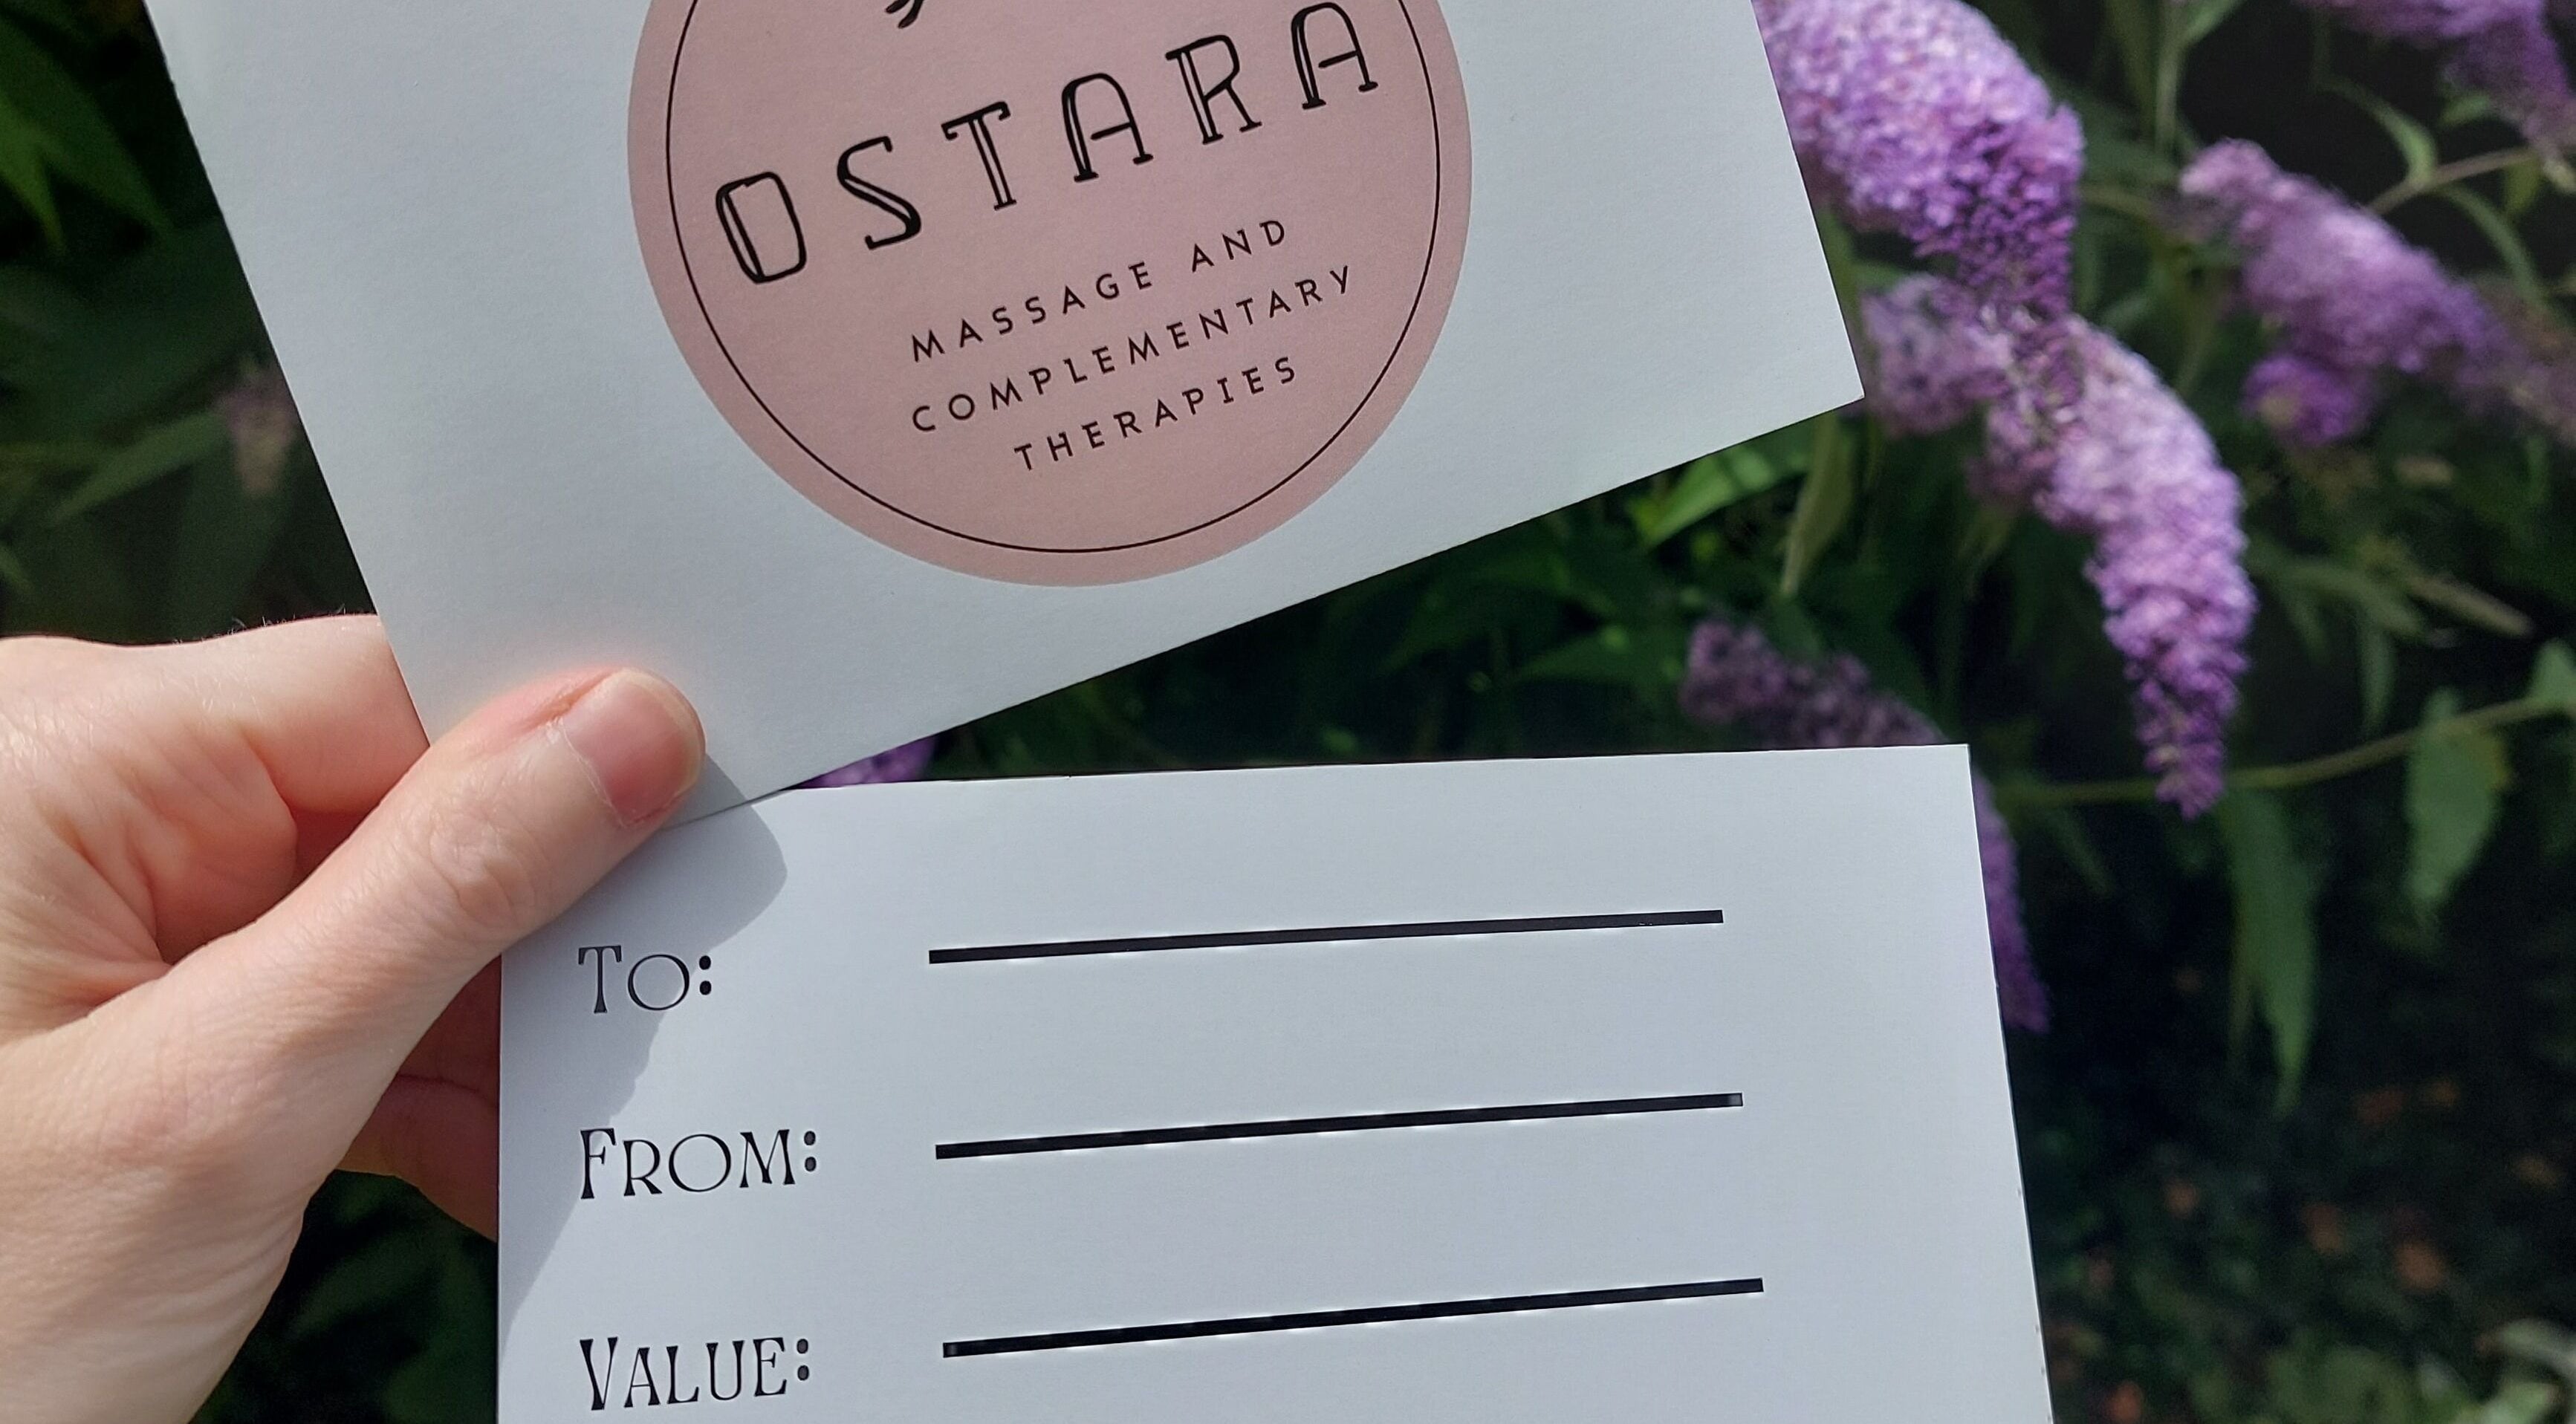 OSTARA
MASSAGE AND
COMPLEMENTARY
THERAPIES
TO:
FROM:
VALUE: